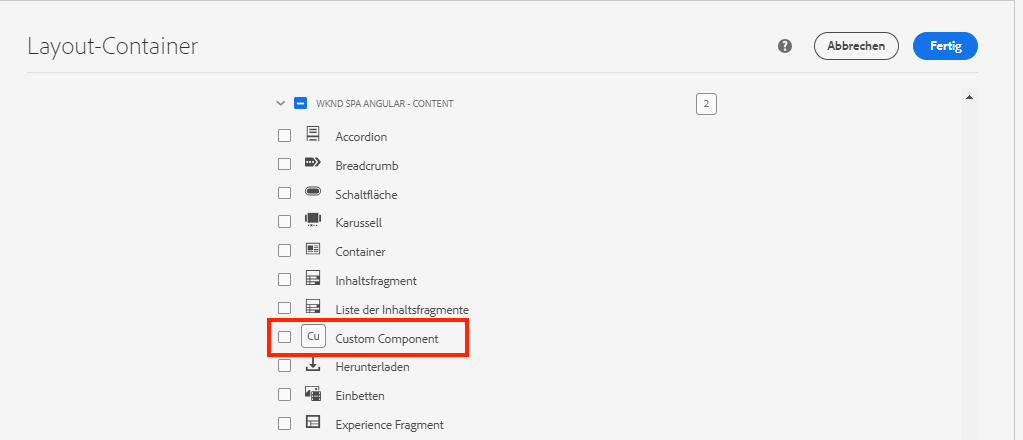 Layout-Container
?
Abbrechen
Fertig
WKND SPA ANGULAR - CONTENT
2
Accordion
Breadcrumb
Schaltfläche
Karussell
Container
Inhaltsfragment
Liste der Inhaltsfragmente
Cu Custom Component
Herunterladen
Einbetten
Experience Fragment